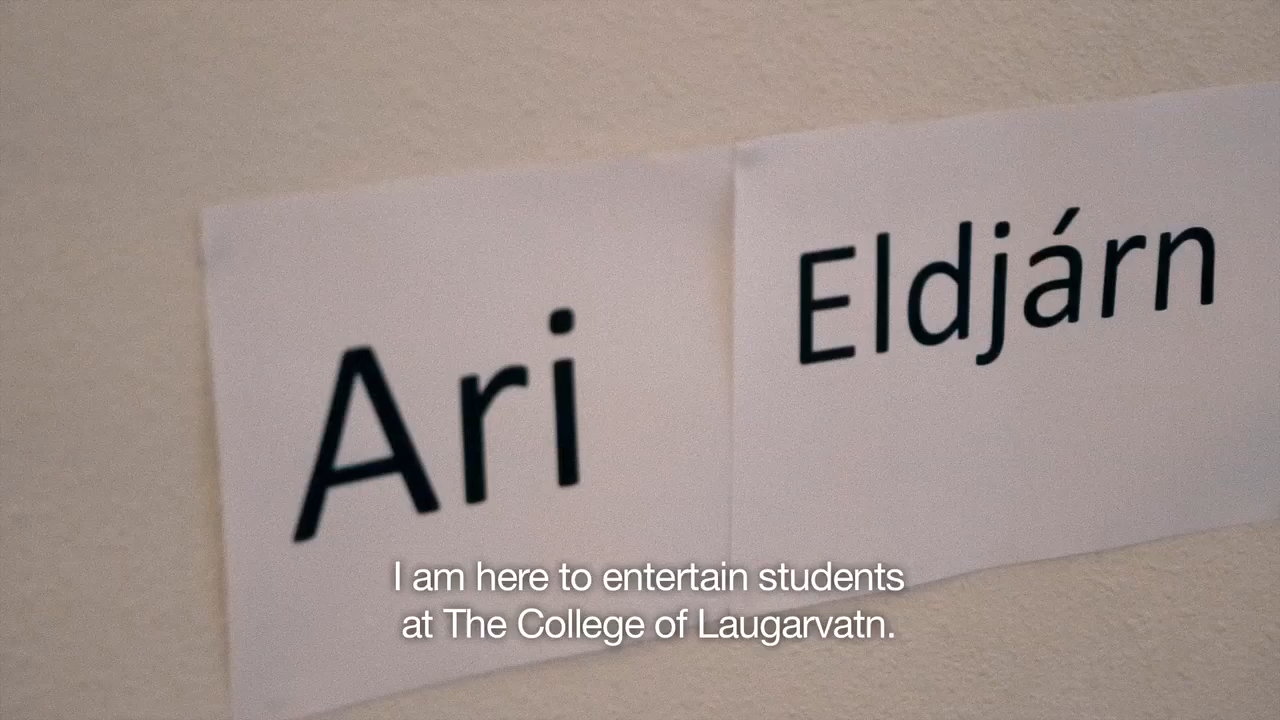 Ari
Eldjárn
I am here to entertain students
at The College of Laugarvatn.